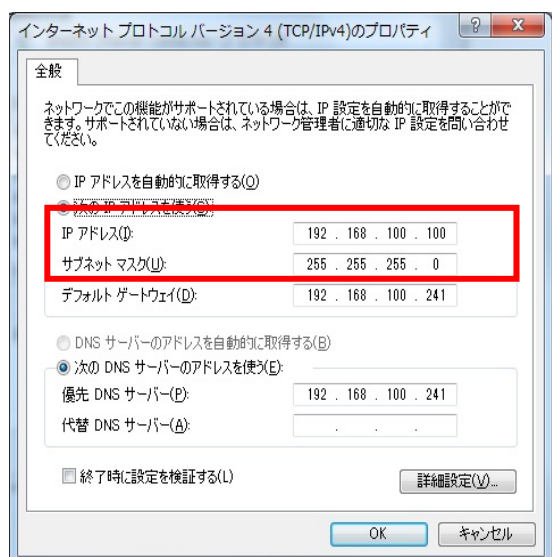 インターネット プロトコル バージョン 4 (TCP/IPv4)のプロパティ
全般
ネットワークでこの機能がサポートされている場合は、IP 設定を自動的に取得することがで
きます。サポートされていない場合は、ネットワーク管理者に適切な IP 設定を問い合わせ
てください。
IP アドレスを自動的に取得する(O)
次の IP アドレスを使う(S):
IP アドレス(I): 192 . 168 . 100 . 100
サブネット マスク(U): 255 . 255 . 255 . 0
デフォルト ゲートウェイ(D): 192 . 168 . 100 . 241
DNS サーバーのアドレスを自動的に取得する(B)
次の DNS サーバーのアドレスを使う(E):
優先 DNS サーバー(P): 192 . 168 . 100 . 241
代替 DNS サーバー(A): . . .
終了時に設定を検証する(L)
詳細設定(V)...
OK キャンセル